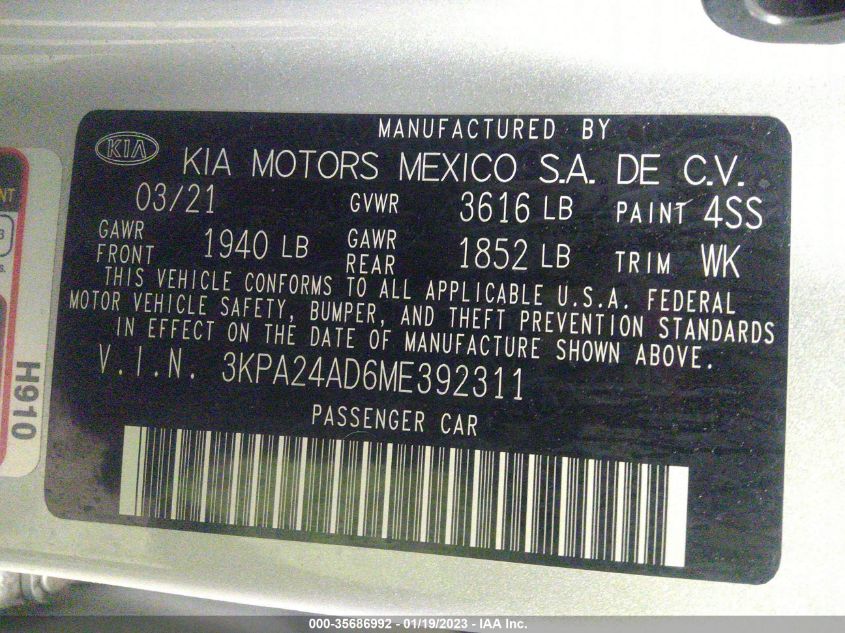 MANUFACTURED BY
KIA KIA MOTORS MEXICO S.A. DE C.V.
03/21 GVWR 3616 LB PAINT 4SS
GAWR FRONT 1940 LB GAWR REAR 1852 LB TRIM WK
THIS VEHICLE CONFORMS TO ALL APPLICABLE U.S.A. FEDERAL
MOTOR VEHICLE SAFETY, BUMPER, AND THEFT PREVENTION STANDARDS
IN EFFECT ON THE DATE OF MANUFACTURE SHOWN ABOVE.
V.I.N. 3KPA24AD6ME392311
PASSENGER CAR
H910
000-35686992 - 01/19/2023 - IAA Inc.